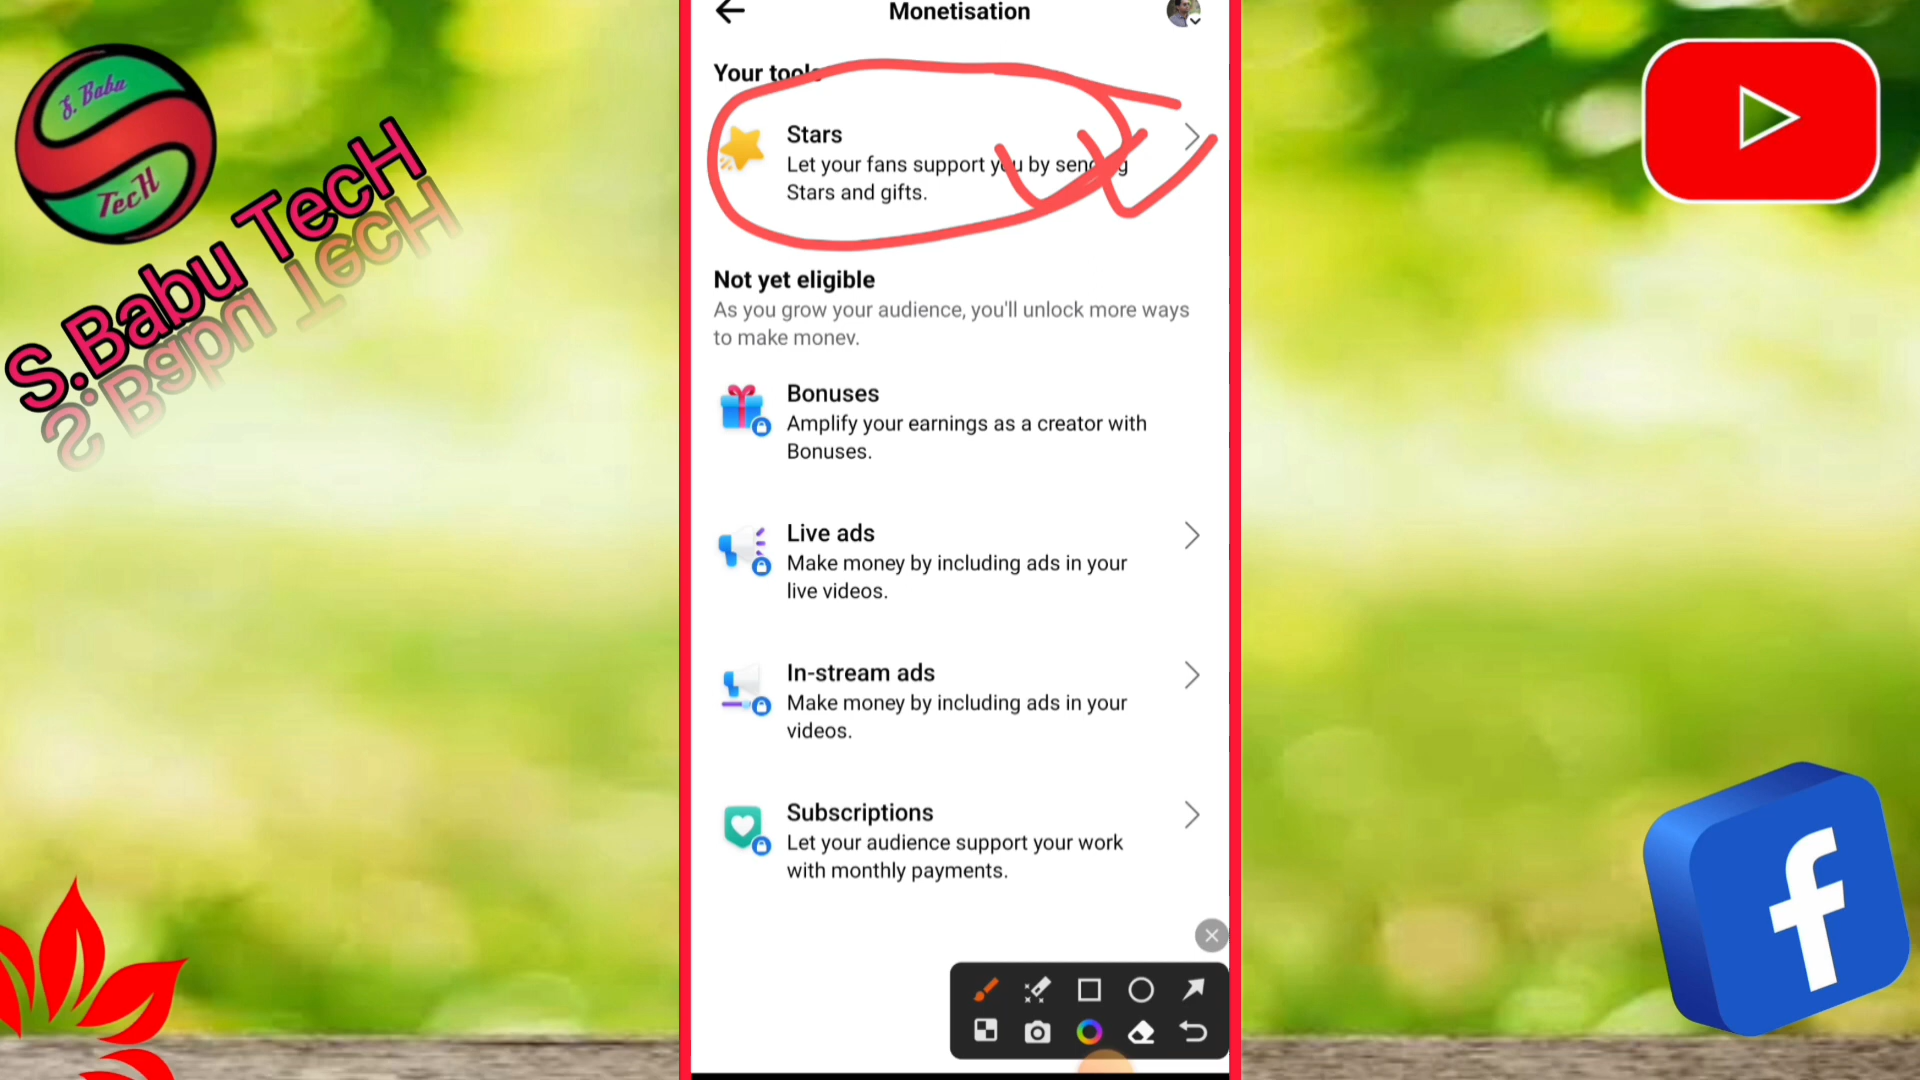 S. Babu
TecH
S.Babu TecH
S.Babu TecH
Monetisation
Your tools
Stars
Let your fans support you by sending
Stars and gifts.
Not yet eligible
As you grow your audience, you'll unlock more ways
to make money.
Bonuses
Amplify your earnings as a creator with
Bonuses.
Live ads
Make money by including ads in your
live videos.
In-stream ads
Make money by including ads in your
videos.
Subscriptions
Let your audience support your work
with monthly payments.
f